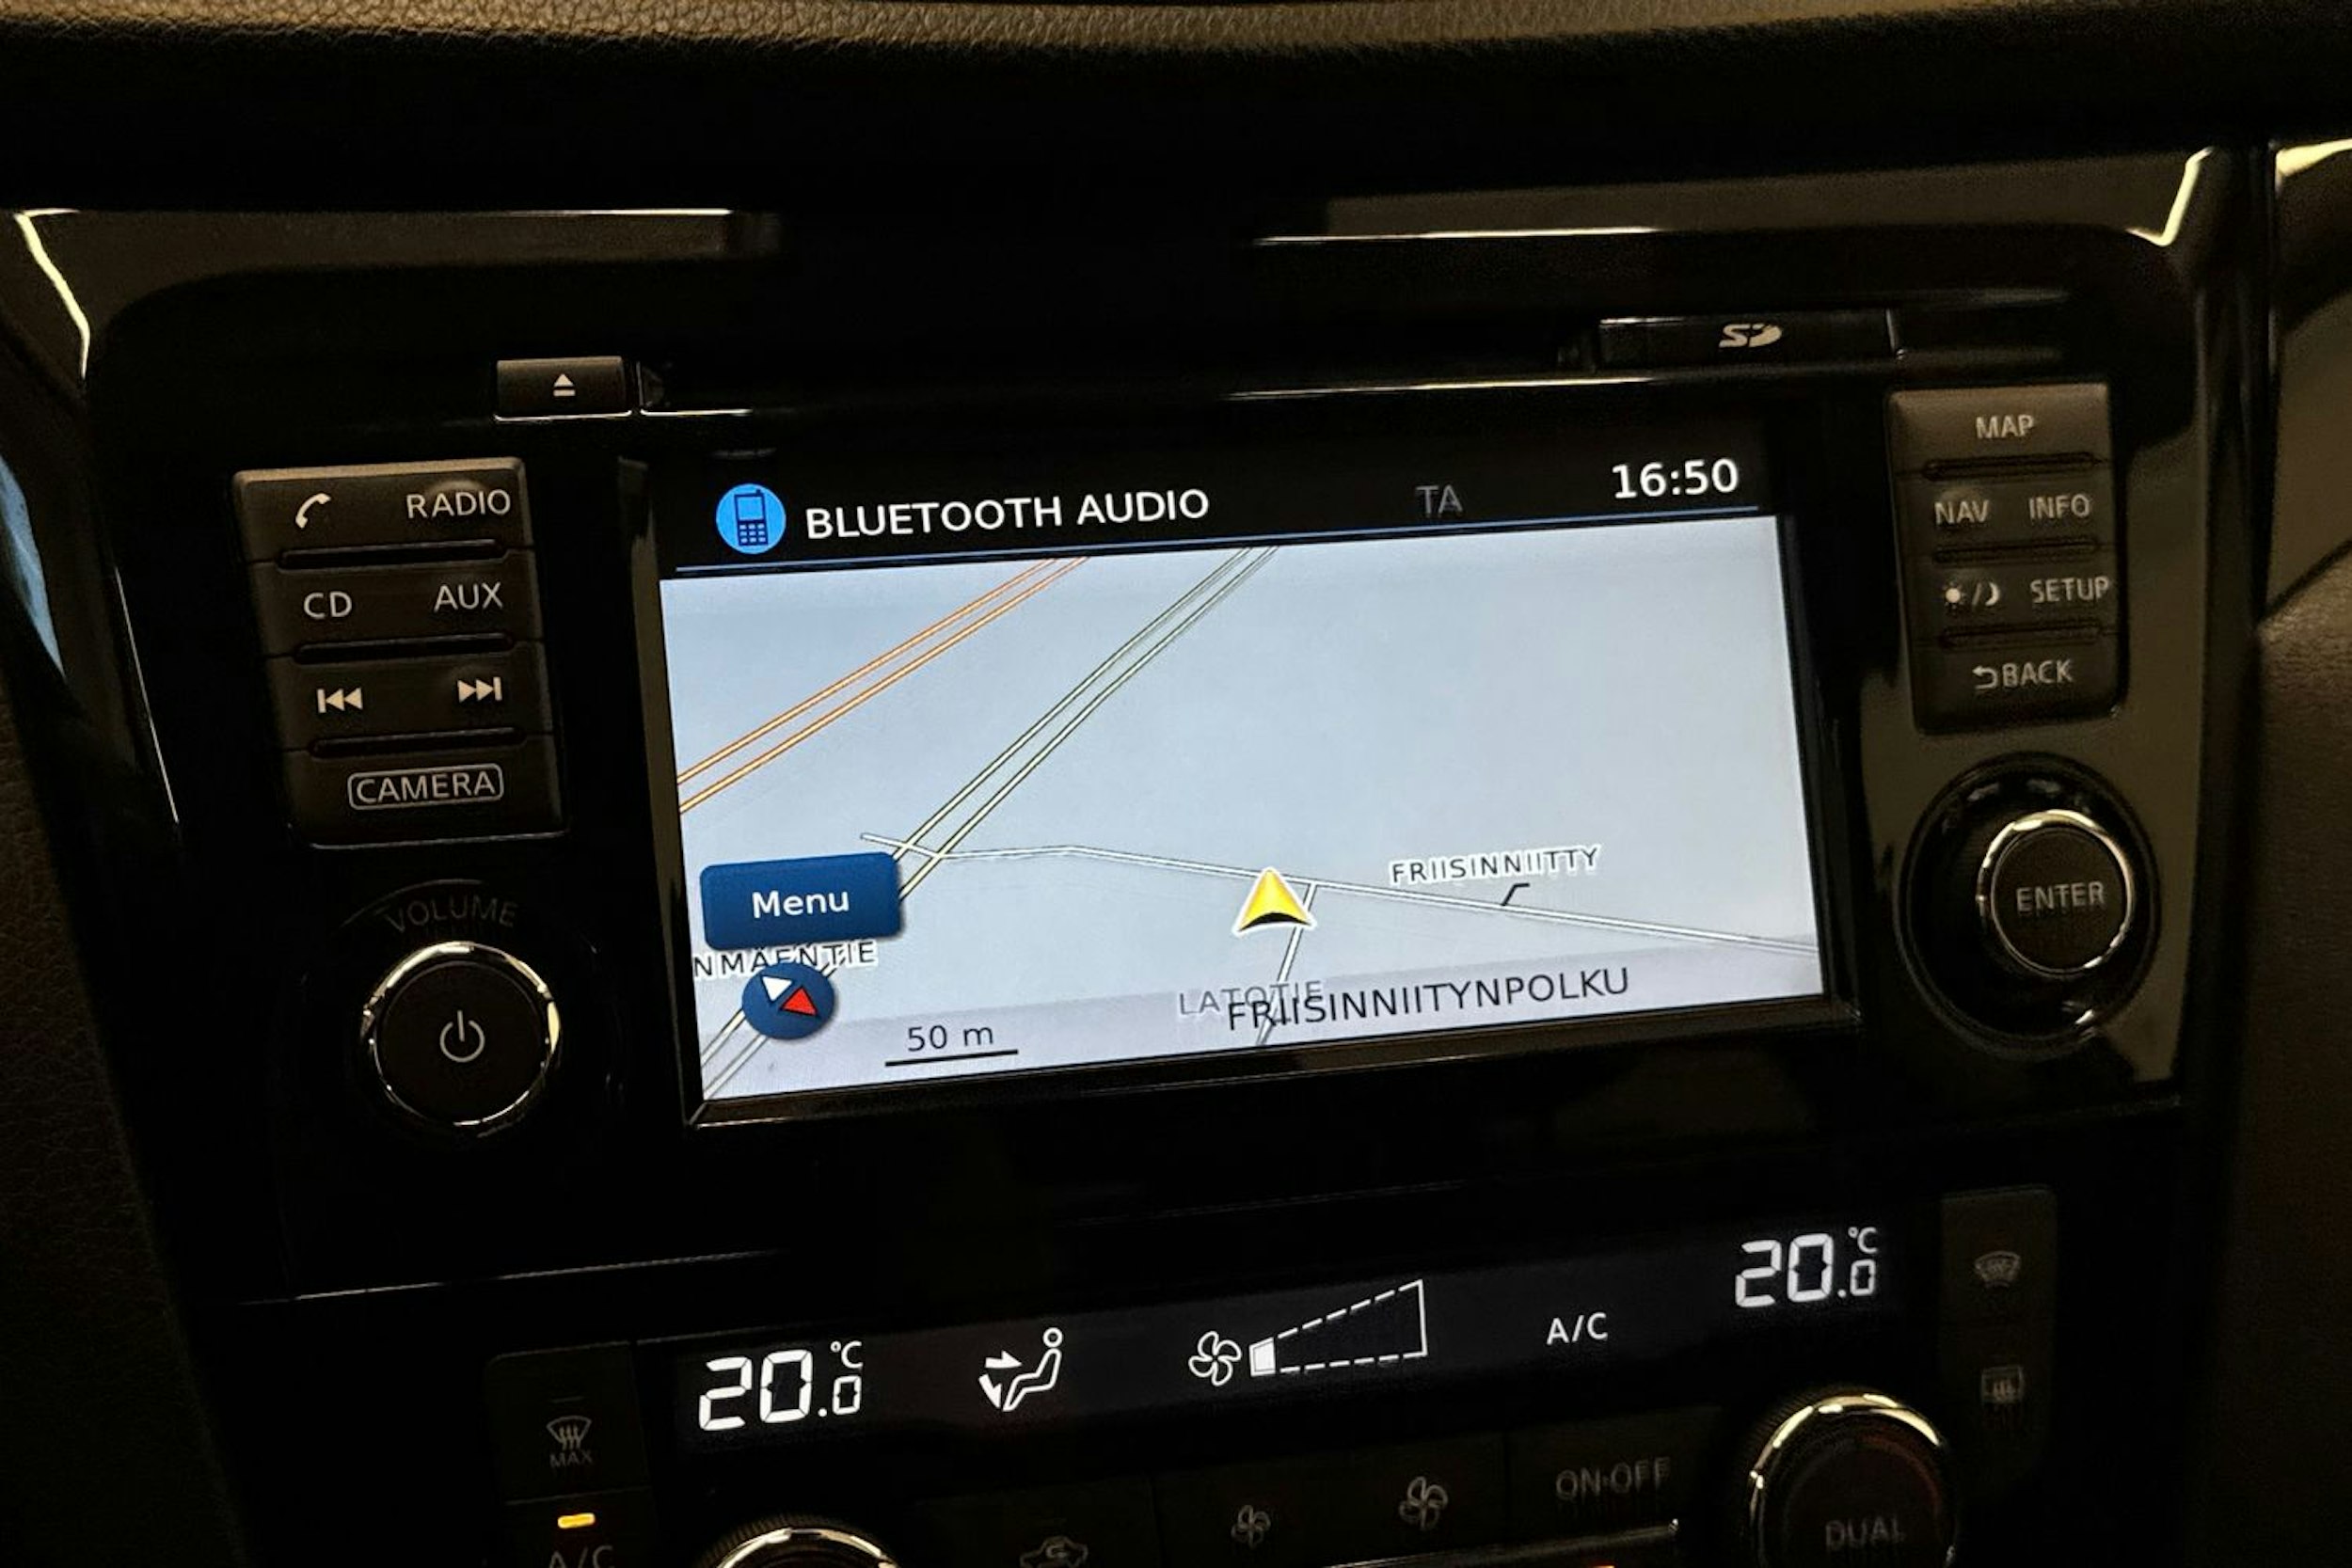 SD
MAP
NAV INFO
SETUP
BACK
ENTER
RADIO
CD AUX
CAMERA
VOLUME
BLUETOOTH AUDIO TA 16:50
FRIISINNIITTY
Menu
NMÄENTIE
LATOTIE
FRIISINNIITYNPOLKU
50 m
20.0 °C A/C 20.0 °C
MAX
ON·OFF
A/C
DUAL